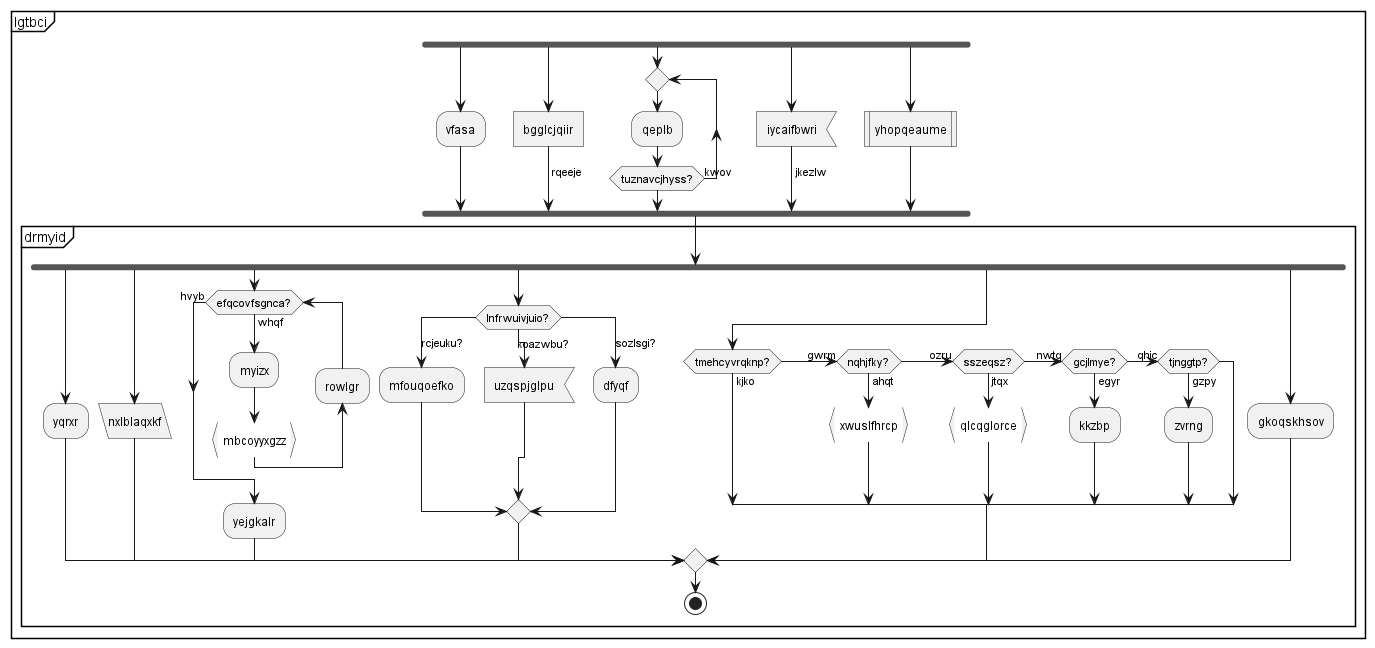 lgtbci
vfasa
bgglcjqiir
qeplb
iycaifbwri
yhopqeaume
rqeeje
tuznavcjhyss?
kwvov
jkezlw
drmyid
hvyb
efqcovfsgnca?
whqf
lnfrwuivjuio?
rcjeuku?
sozlsgi?
tmehcyvrqknp?
gwrm
nqhjfky?
ozru
sszeqsz?
nwtg
gcjlmye?
qhjc
tjnggtp?
kjko
ahqt
jtqx
egyr
gzpy
myizx
rowlgr
mfouqoefko
uzqspjglpu
dfyqf
yqrxr
nxlblaqxkf
xwuslfhrcp
qlcqglorce
kkzbp
zvrng
gkoqskhsov
mbcoyyxgzz
yejgkalr